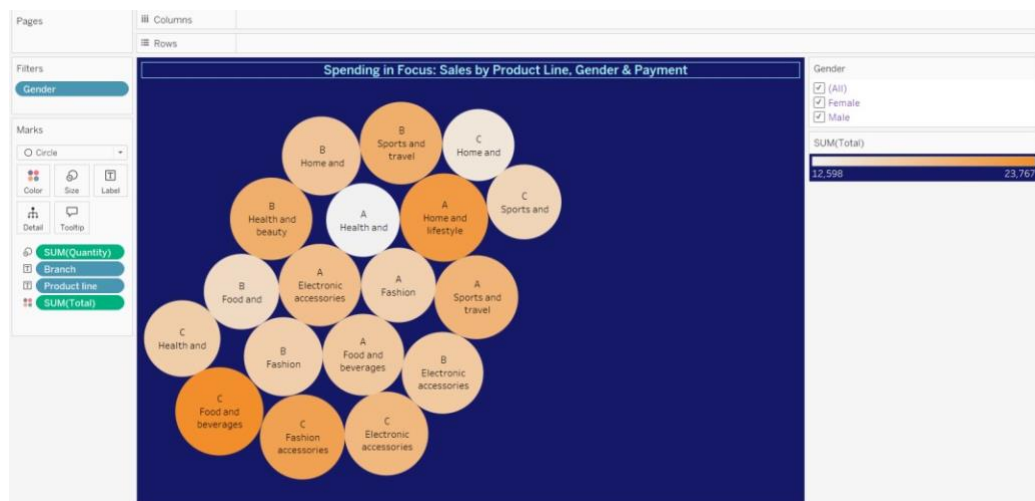 Pages
Columns
Rows
Filters
Gender
Marks
Circle
Color
Size
Label
Detail
Tooltip
SUM(Quantity)
Branch
Product line
SUM(Total)
Spending in Focus: Sales by Product Line, Gender & Payment
B
Home and
B
Sports and
travel
C
Home and
B
Health and
beauty
A
Health and
A
Home and
lifestyle
C
Sports and
B
Food and
A
Electronic
accessories
A
Fashion
A
Sports and
travel
C
Health and
B
Fashion
A
Food and
beverages
B
Electronic
accessories
C
Food and
beverages
C
Fashion
accessories
C
Electronic
accessories
Gender
(All)
Female
Male
SUM(Total)
12,598 23,767